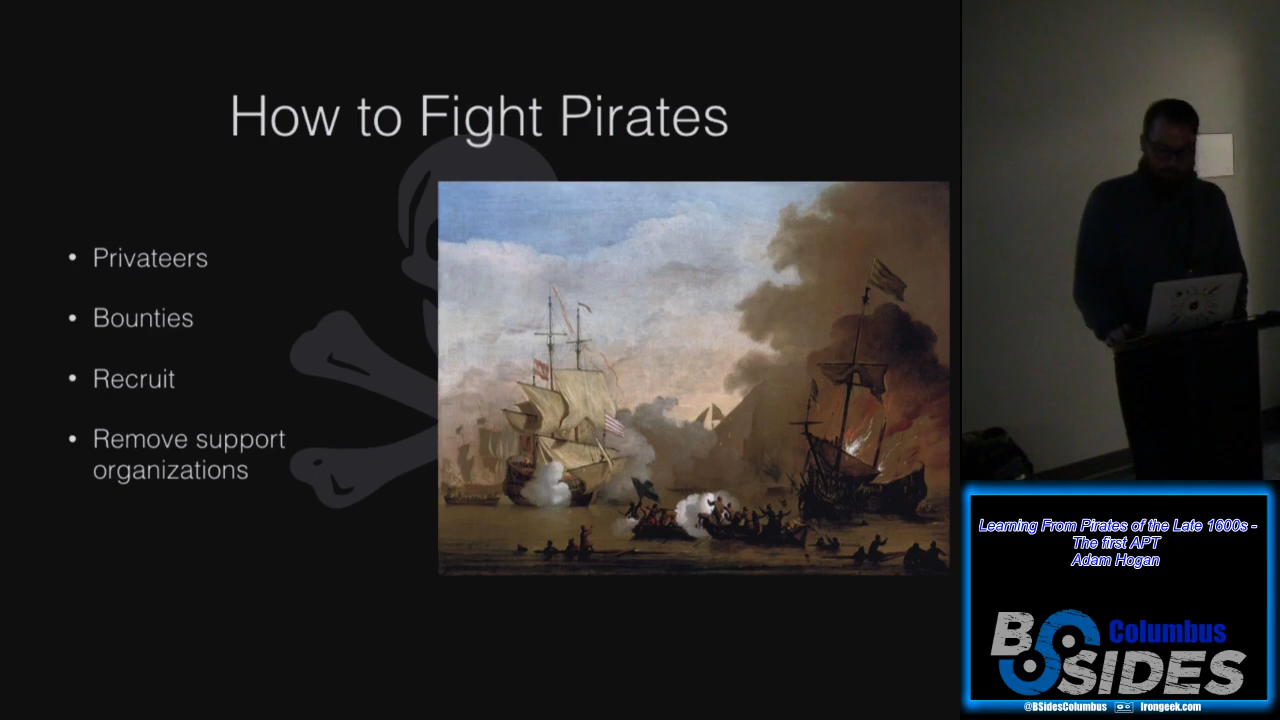 How to Fight Pirates
• Privateers
• Bounties
• Recruit
• Remove support
organizations
Learning From Pirates of the Late 1600s -
The first APT
Adam Hogan
BSIDES
Columbus
@BSidesColumbus
Irongeek.com